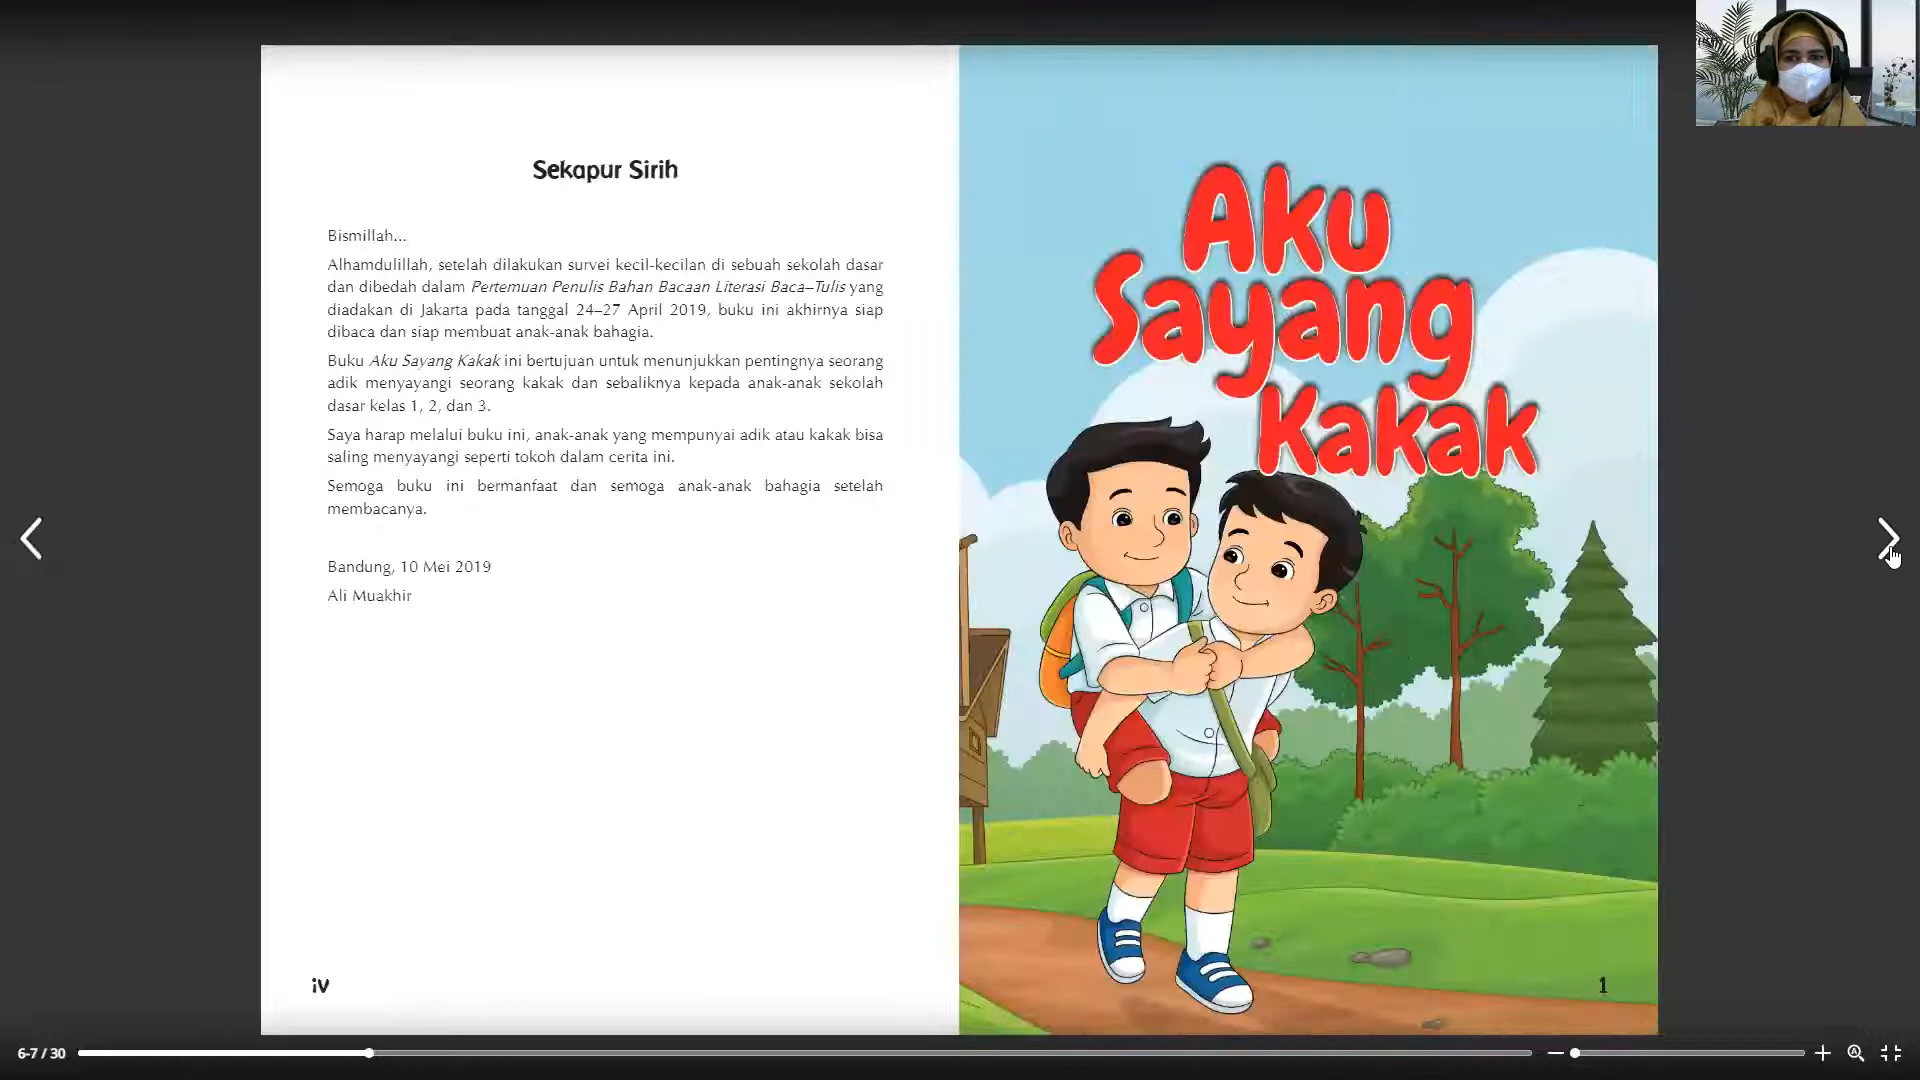 Sekapur Sirih
Bismillah...
Alhamdulillah, setelah dilakukan survei kecil-kecilan di sebuah sekolah dasar
dan dibedah dalam Pertemuan Penulis Bahan Bacaan Literasi Baca–Tulis yang
diadakan di Jakarta pada tanggal 24–27 April 2019, buku ini akhirnya siap
dibaca dan siap membuat anak-anak bahagia.
Buku Aku Sayang Kakak ini bertujuan untuk menunjukkan pentingnya seorang
adik menyayangi seorang kakak dan sebaliknya kepada anak-anak sekolah
dasar kelas 1, 2, dan 3.
Saya harap melalui buku ini, anak-anak yang mempunyai adik atau kakak bisa
saling menyayangi seperti tokoh dalam cerita ini.
Semoga buku ini bermanfaat dan semoga anak-anak bahagia setelah
membacanya.
Bandung, 10 Mei 2019
Ali Muakhir
iv
Aku
Sayang
Kakak
1
6-7 / 30